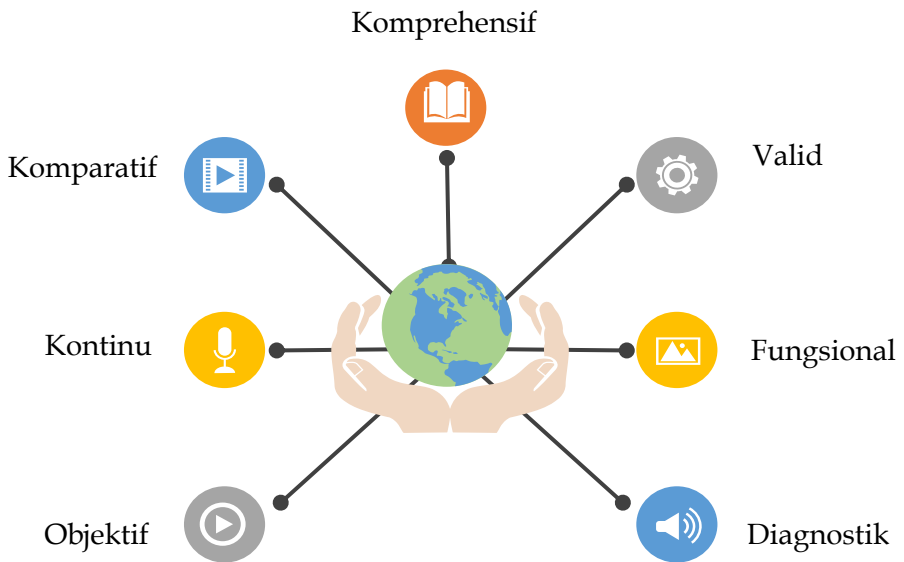 Komprehensif
Komparatif
Valid
Kontinu
Fungsional
Objektif
Diagnostik